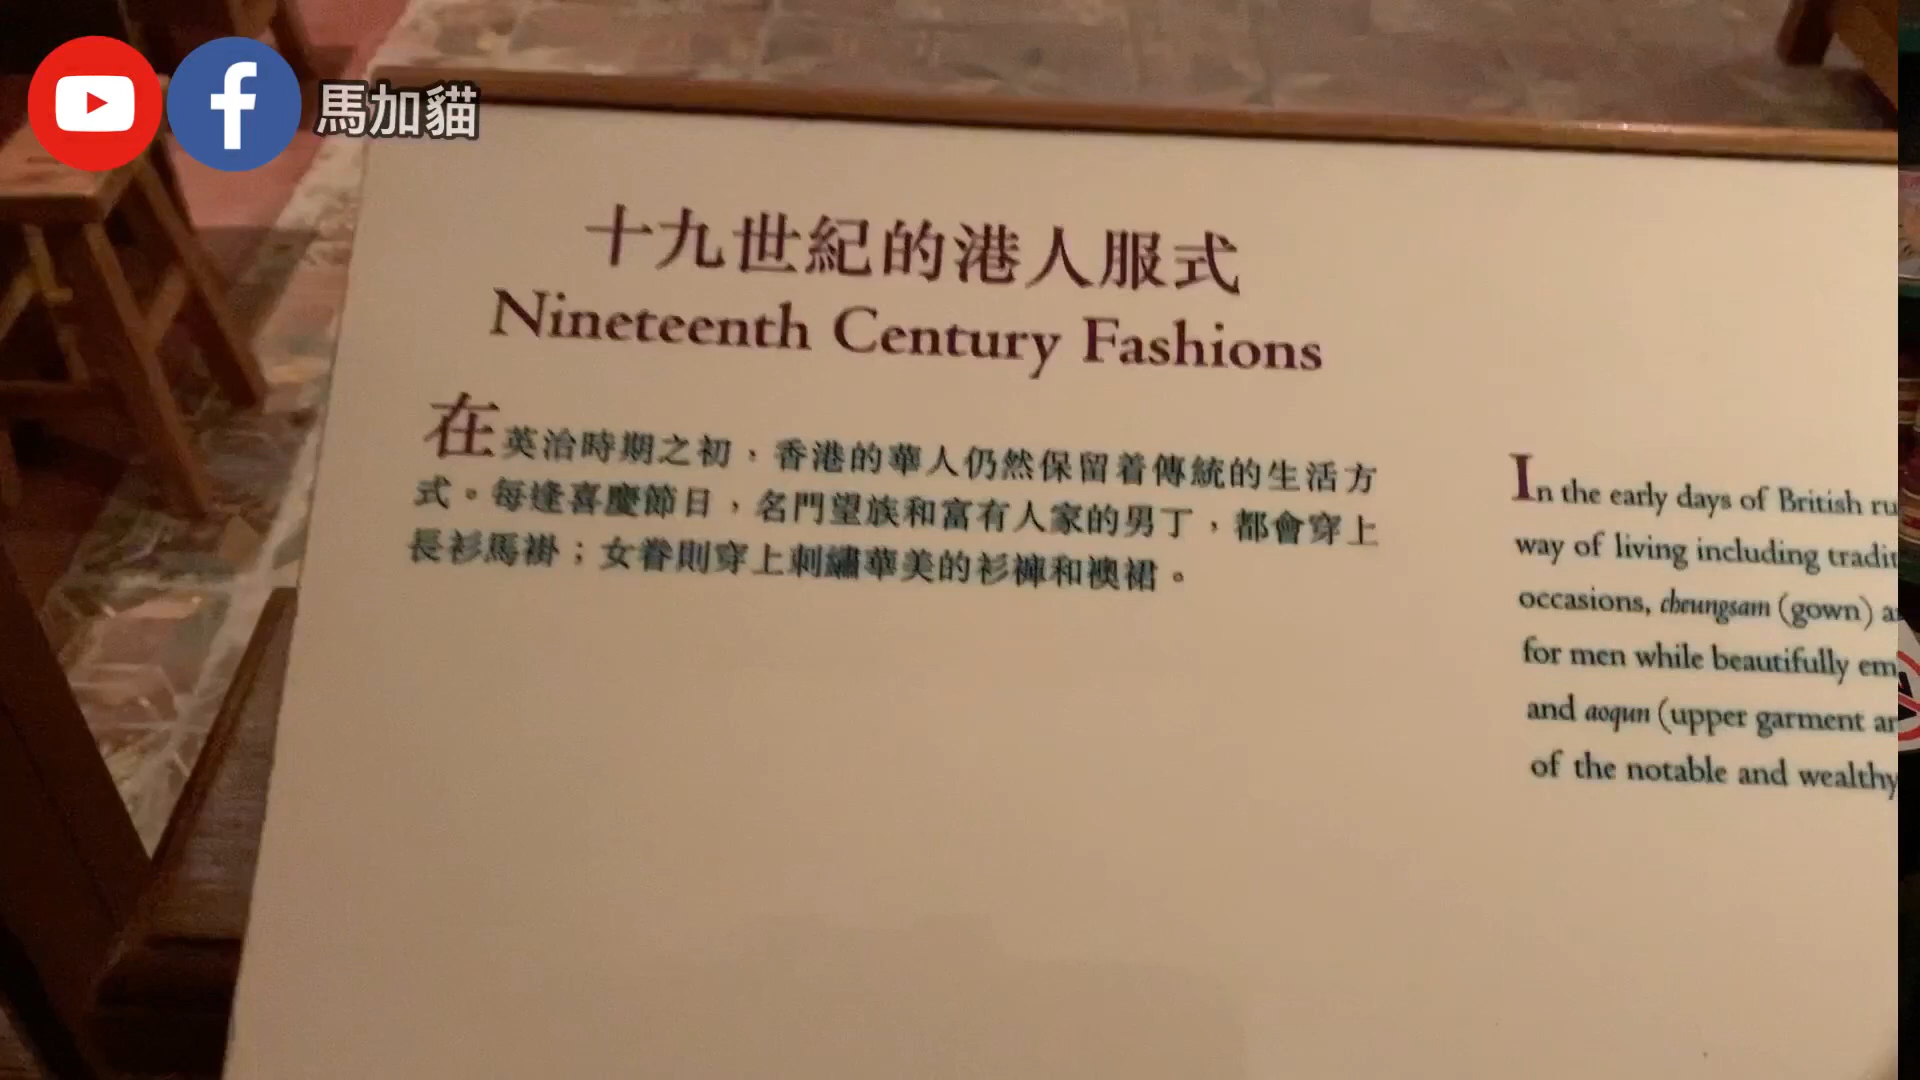 馬加貓
十九世紀的港人服式
Nineteenth Century Fashions
在英治時期之初，香港的華人仍然保留着傳統的生活方
式。每逢喜慶節日，名門望族和富有人家的男丁，都會穿上
長衫馬褂；女眷則穿上刺繡華美的衫褲和襖裙。
In the early days of British ru
way of living including tradit
occasions, cheungsam (gown) a
for men while beautifully em
and aoqun (upper garment ar
of the notable and wealthy